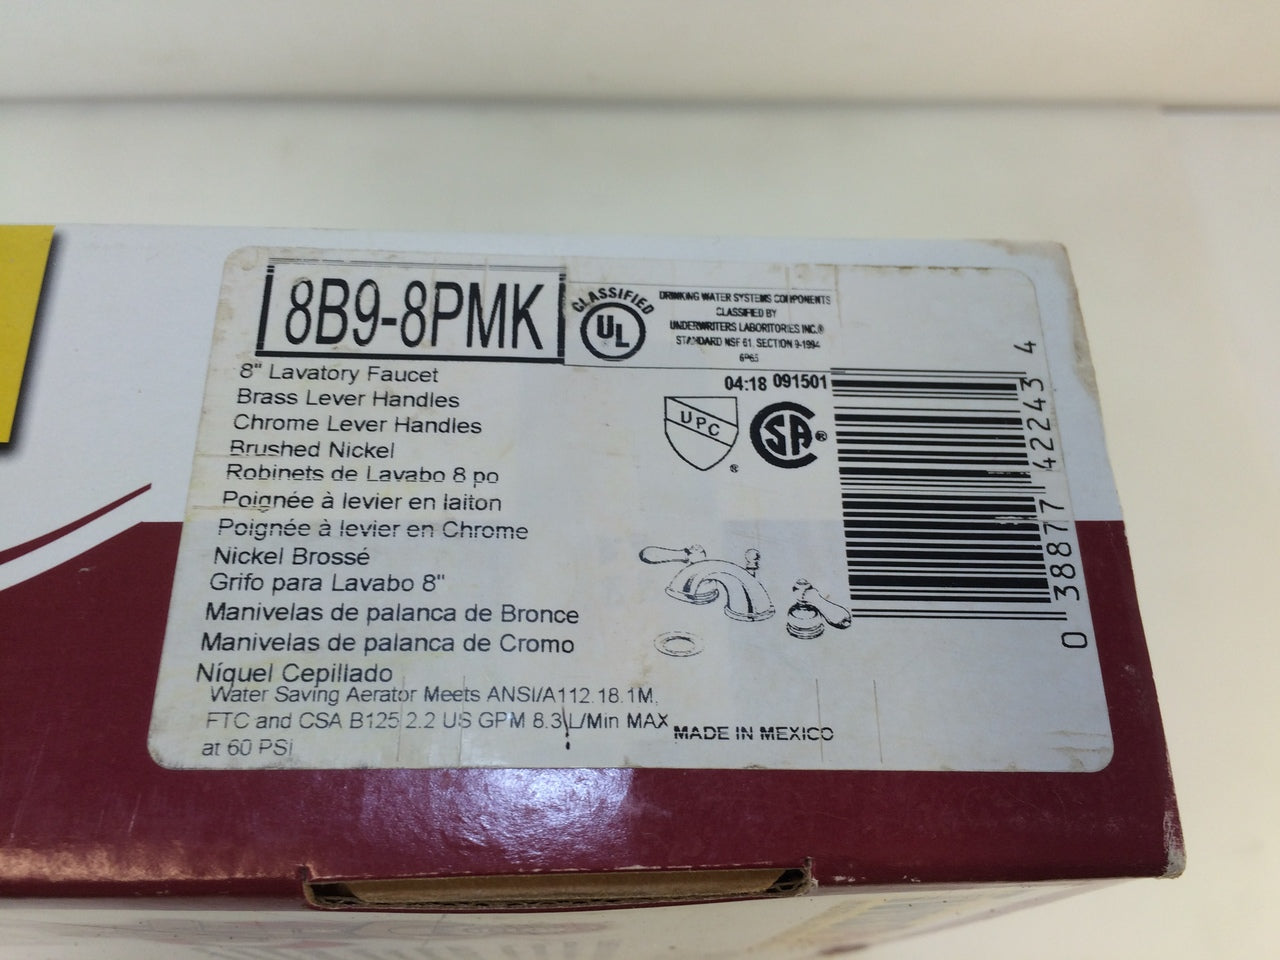 8B9-8PMK
CLASSIFIED
UL
DRINKING WATER SYSTEMS COMPONENTS
CLASSIFIED BY
UNDERWRITERS LABORITORIES INC.®
STANDARD NSF 61, SECTION 9-1994
6P65
04:18 091501
UPC
®
SA®
8" Lavatory Faucet
Brass Lever Handles
Chrome Lever Handles
Brushed Nickel
Robinets de Lavabo 8 po
Poignée à levier en laiton
Poignée à levier en Chrome
Nickel Brossé
Grifo para Lavabo 8"
Manivelas de palanca de Bronce
Manivelas de palanca de Cromo
Níquel Cepillado
Water Saving Aerator Meets ANSI/A112.18.1M,
FTC and CSA B125 2.2 US GPM 8.3 L/Min MAX
at 60 PSI
MADE IN MEXICO
0 38877 42243 4